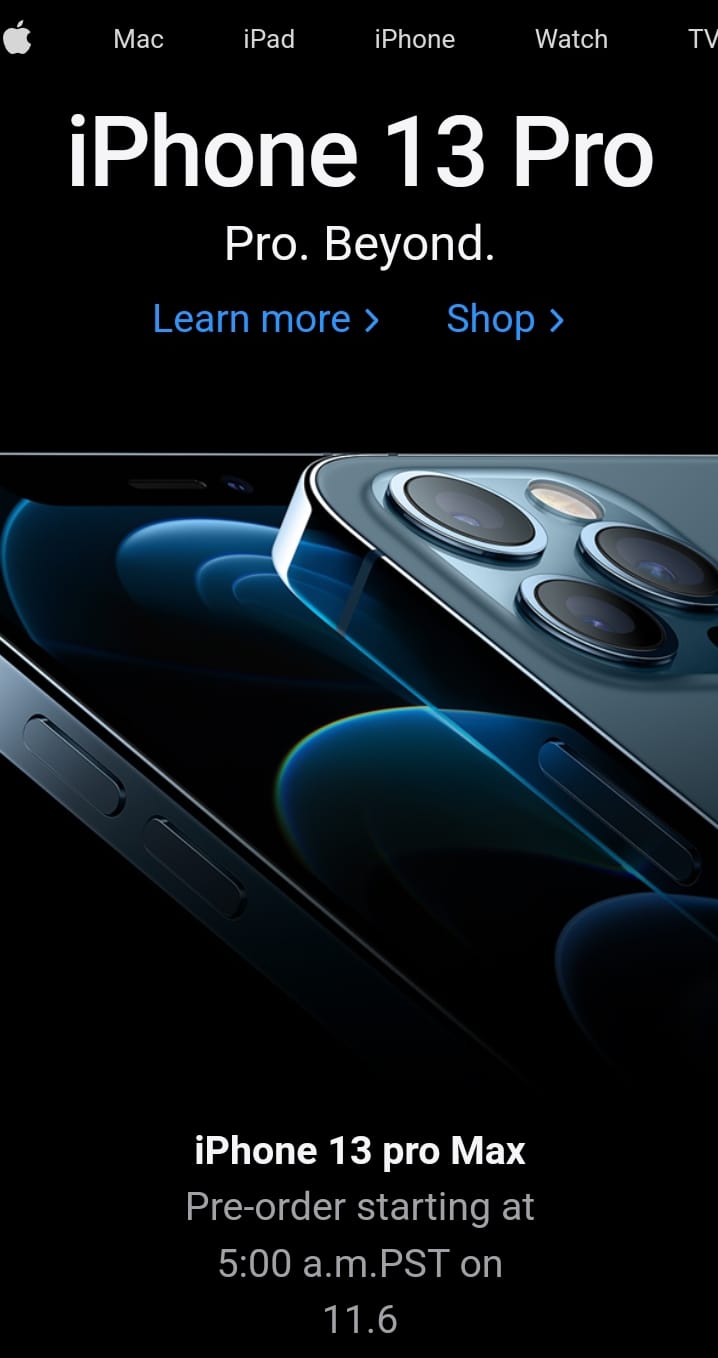 Mac iPad iPhone Watch TV
iPhone 13 Pro
Pro. Beyond.
Learn more > Shop >
iPhone 13 pro Max
Pre-order starting at
5:00 a.m.PST on
11.6